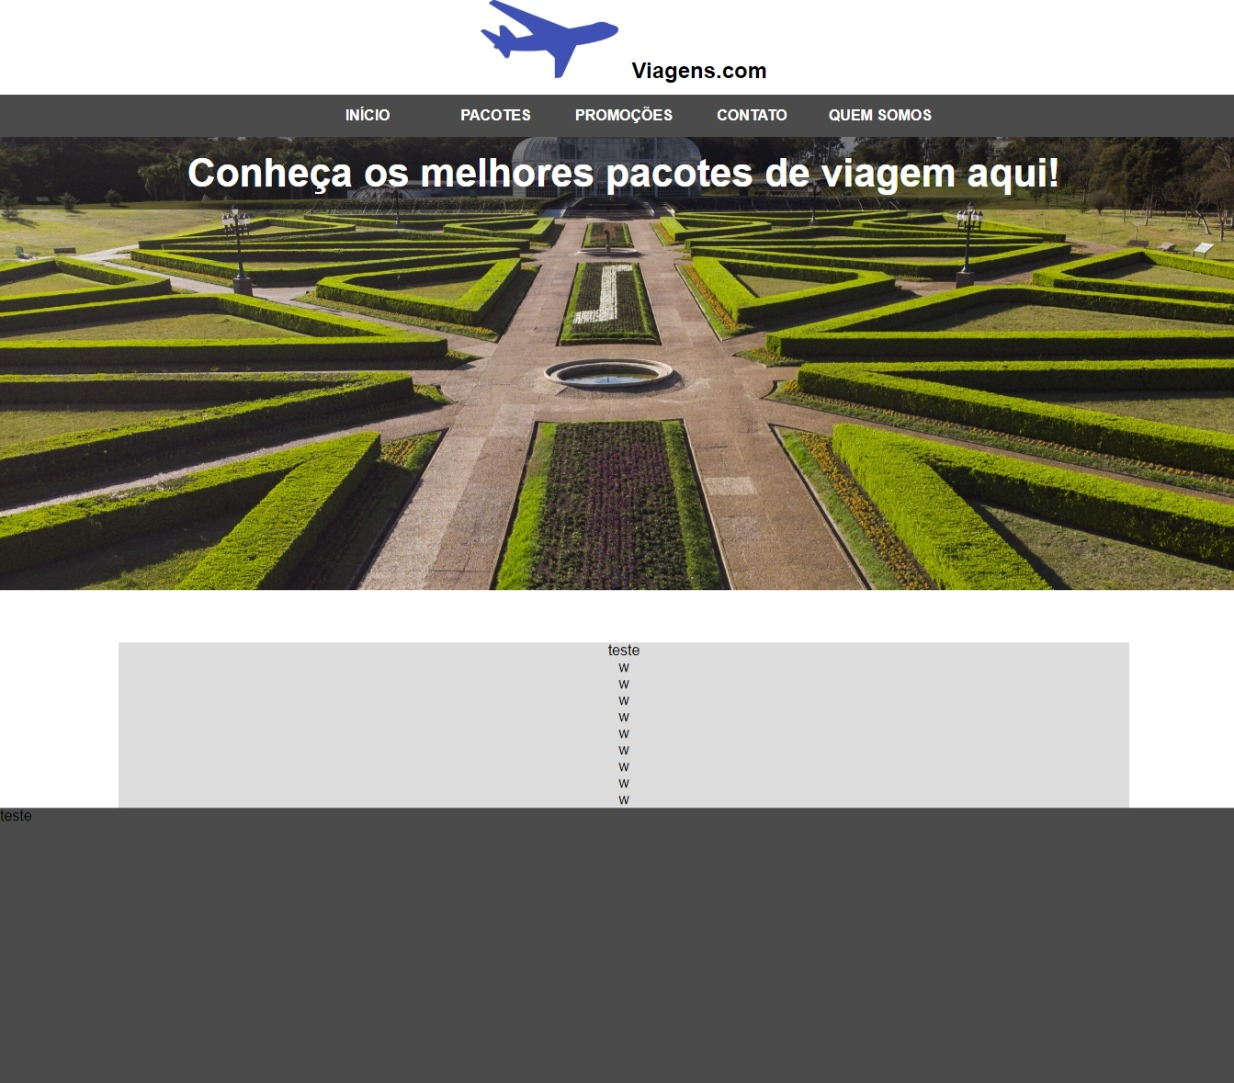 Viagens.com
INÍCIO PACOTES PROMOÇÕES CONTATO QUEM SOMOS
Conheça os melhores pacotes de viagem aqui!
teste
w
w
w
w
w
w
w
w
w
teste